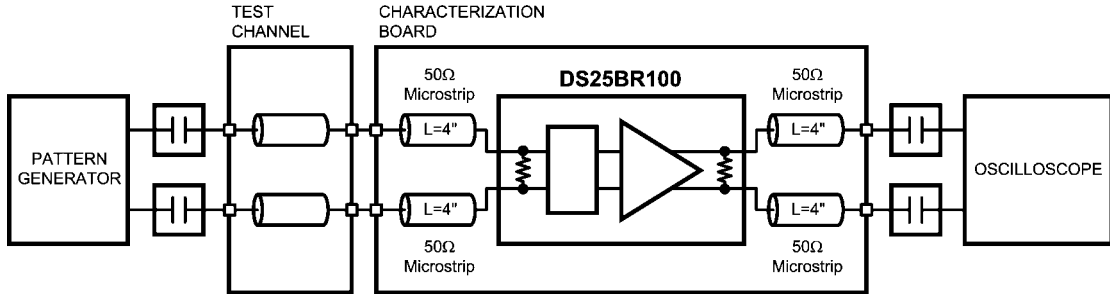 TEST
CHANNEL
CHARACTERIZATION
BOARD
50Ω
Microstrip
DS25BR100
50Ω
Microstrip
L=4"
L=4"
PATTERN
GENERATOR
OSCILLOSCOPE
L=4"
L=4"
50Ω
Microstrip
50Ω
Microstrip